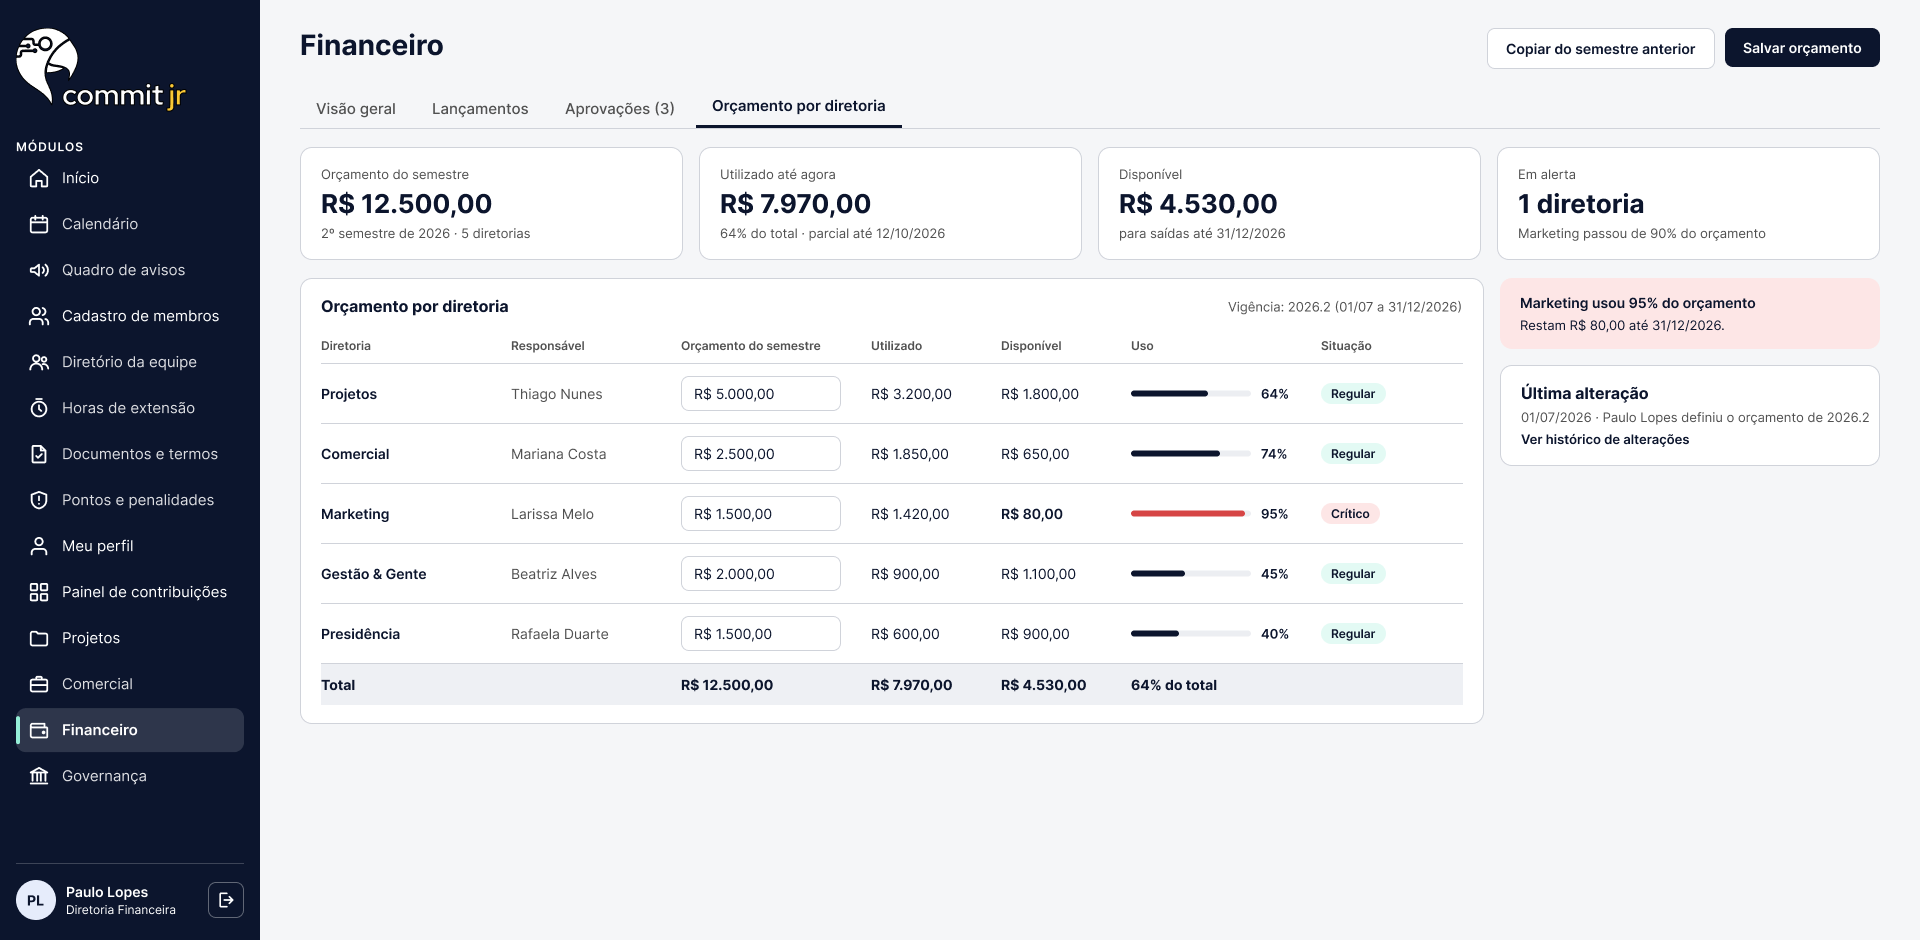 commit jr
MÓDULOS
Início
Calendário
Quadro de avisos
Cadastro de membros
Diretório da equipe
Horas de extensão
Documentos e termos
Pontos e penalidades
Meu perfil
Painel de contribuições
Projetos
Comercial
Financeiro
Governança
PL
Paulo Lopes
Diretoria Financeira
Financeiro
Copiar do semestre anterior
Salvar orçamento
Visão geral
Lançamentos
Aprovações (3)
Orçamento por diretoria
Orçamento do semestre
R$ 12.500,00
2º semestre de 2026 · 5 diretorias
Utilizado até agora
R$ 7.970,00
64% do total · parcial até 12/10/2026
Disponível
R$ 4.530,00
para saídas até 31/12/2026
Em alerta
1 diretoria
Marketing passou de 90% do orçamento
Orçamento por diretoria
Vigência: 2026.2 (01/07 a 31/12/2026)
Diretoria Responsável Orçamento do semestre Utilizado Disponível Uso Situação
Projetos Thiago Nunes R$ 5.000,00 R$ 3.200,00 R$ 1.800,00 64% Regular
Comercial Mariana Costa R$ 2.500,00 R$ 1.850,00 R$ 650,00 74% Regular
Marketing Larissa Melo R$ 1.500,00 R$ 1.420,00 R$ 80,00 95% Crítico
Gestão & Gente Beatriz Alves R$ 2.000,00 R$ 900,00 R$ 1.100,00 45% Regular
Presidência Rafaela Duarte R$ 1.500,00 R$ 600,00 R$ 900,00 40% Regular
Total R$ 12.500,00 R$ 7.970,00 R$ 4.530,00 64% do total
Marketing usou 95% do orçamento
Restam R$ 80,00 até 31/12/2026.
Última alteração
01/07/2026 · Paulo Lopes definiu o orçamento de 2026.2
Ver histórico de alterações